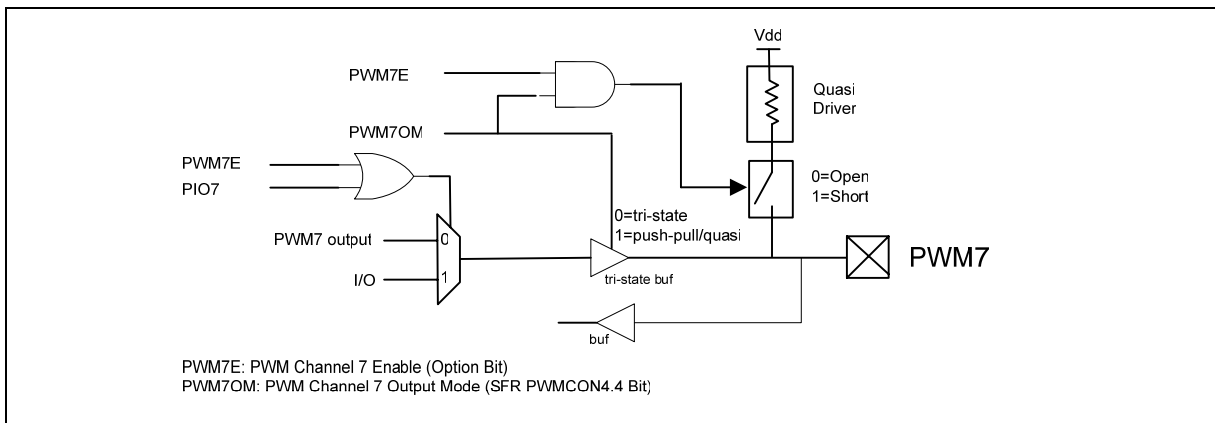 Vdd
PWM7E
Quasi
Driver
PWM7OM
PWM7E
PIO7
0=Open
1=Short
0=tri-state
1=push-pull/quasi
PWM7 output
0
I/O
1
tri-state buf
PWM7
buf
PWM7E: PWM Channel 7 Enable (Option Bit)
PWM7OM: PWM Channel 7 Output Mode (SFR PWMCON4.4 Bit)